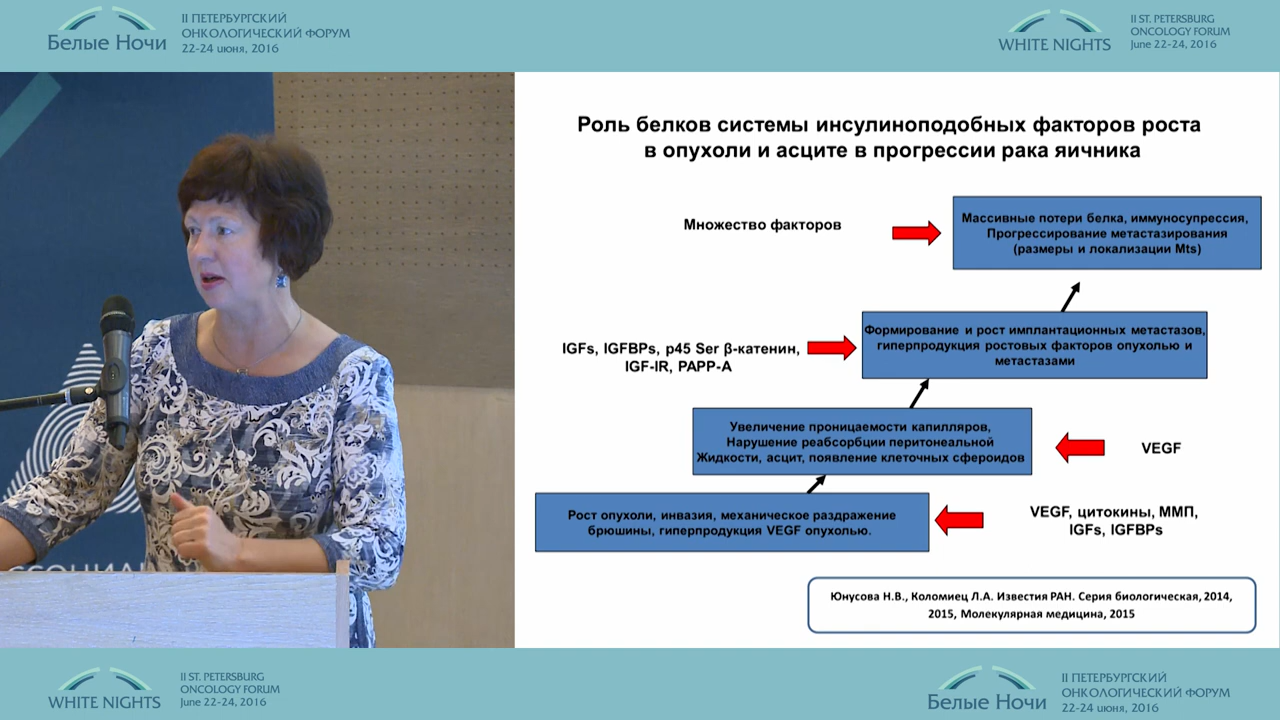 II ПЕТЕРБУРГСКИЙ
ОНКОЛОГИЧЕСКИЙ ФОРУМ
Белые Ночи
22-24 июня, 2016
II ST. PETERSBURG
ONCOLOGY FORUM
WHITE NIGHTS
June 22-24, 2016
Роль белков системы инсулиноподобных факторов роста
в опухоли и асците в прогрессии рака яичника
Множество факторов
Массивные потери белка, иммуносупрессия,
Прогрессирование метастазирования
(размеры и локализации Mts)
IGFs, IGFBPs, p45 Ser β-катенин,
IGF-IR, PAPP-A
Формирование и рост имплантационных метастазов,
гиперпродукция ростовых факторов опухолью и
метастазами
Увеличение проницаемости капилляров,
Нарушение реабсорбции перитонеальной
Жидкости, асцит, появление клеточных сфероидов
VEGF
Рост опухоли, инвазия, механическое раздражение
брюшины, гиперпродукция VEGF опухолью.
VEGF, цитокины, ММП,
IGFs, IGFBPs
Юнусова Н.В., Коломиец Л.А. Известия РАН. Серия биологическая, 2014,
2015, Молекулярная медицина, 2015
II ST. PETERSBURG
ONCOLOGY FORUM
WHITE NIGHTS
June 22-24, 2016
II ПЕТЕРБУРГСКИЙ
ОНКОЛОГИЧЕСКИЙ ФОРУМ
Белые Ночи
22-24 июня, 2016